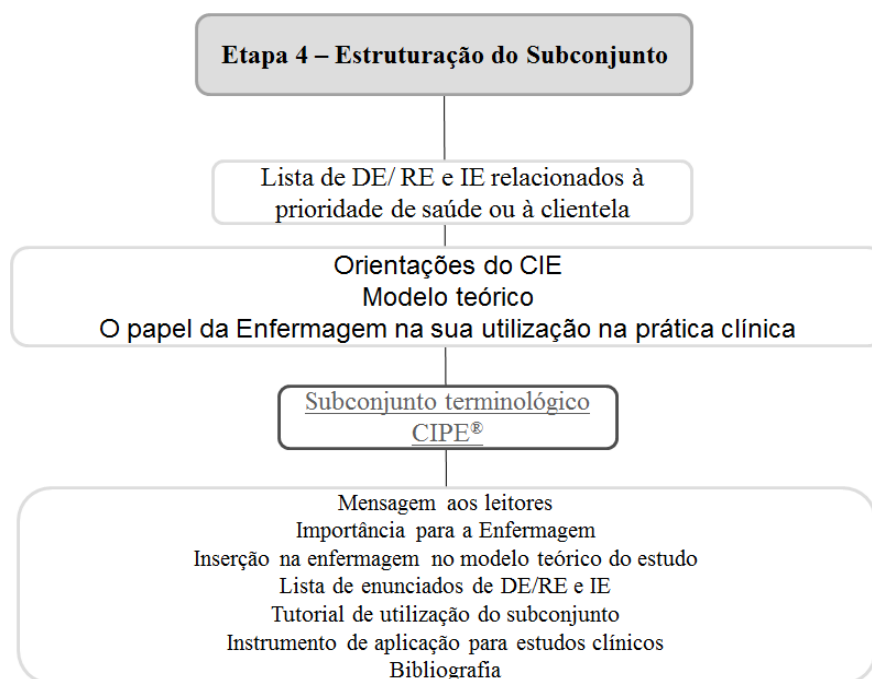 Etapa 4 – Estruturação do Subconjunto
Lista de DE/ RE e IE relacionados à
prioridade de saúde ou à clientela
Orientações do CIE
Modelo teórico
O papel da Enfermagem na sua utilização na prática clínica
Subconjunto terminológico
CIPE®
Mensagem aos leitores
Importância para a Enfermagem
Inserção na enfermagem no modelo teórico do estudo
Lista de enunciados de DE/RE e IE
Tutorial de utilização do subconjunto
Instrumento de aplicação para estudos clínicos
Bibliografia